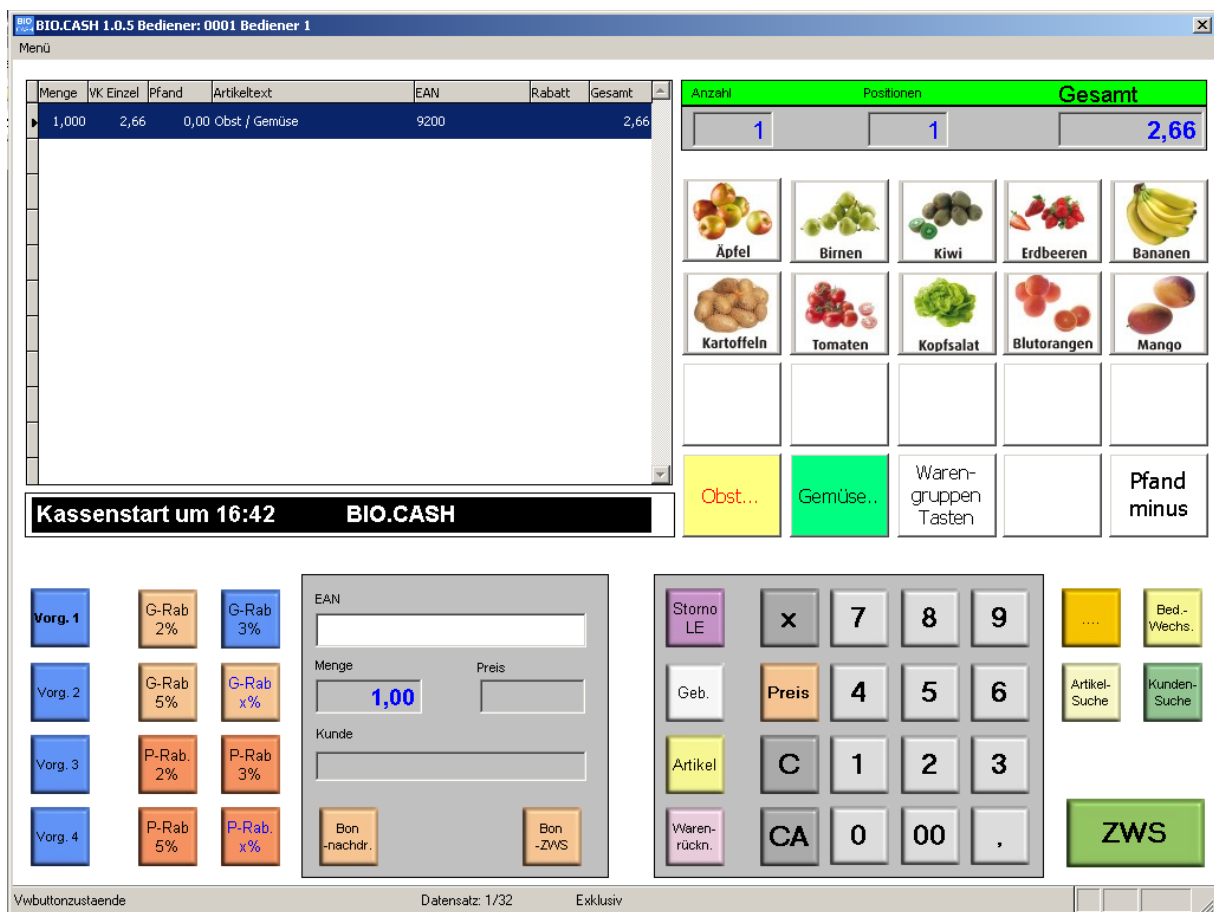 BIO CASH BIO.CASH 1.0.5 Bediener: 0001 Bediener 1
Menü
Menge VK Einzel Pfand Artikeltext EAN Rabatt Gesamt
1,000 2,66 0,00 Obst / Gemüse 9200 2,66
Anzahl Positionen Gesamt
1 1 2,66
Äpfel Birnen Kiwi Erdbeeren Bananen
Kartoffeln Tomaten Kopfsalat Blutorangen Mango
Obst... Gemüse..
Waren-
gruppen
Tasten
Pfand
minus
Kassenstart um 16:42 BIO.CASH
Vorg. 1
G-Rab
2%
G-Rab
3%
Vorg. 2
G-Rab
5%
G-Rab
x%
Vorg. 3
P-Rab.
2%
P-Rab
3%
Vorg. 4
P-Rab
5%
P-Rab.
x%
EAN
Menge Preis
1,00
Kunde
Bon
-nachdr.
Bon
-ZWS
Storno
LE
x 7 8 9
Geb. Preis 4 5 6
Artikel C 1 2 3
Waren-
rückn.
CA 0 00 ,
....
Bed.-
Wechs.
Artikel-
Suche
Kunden-
Suche
ZWS
Vwbuttonzustaende Datensatz: 1/32 Exklusiv